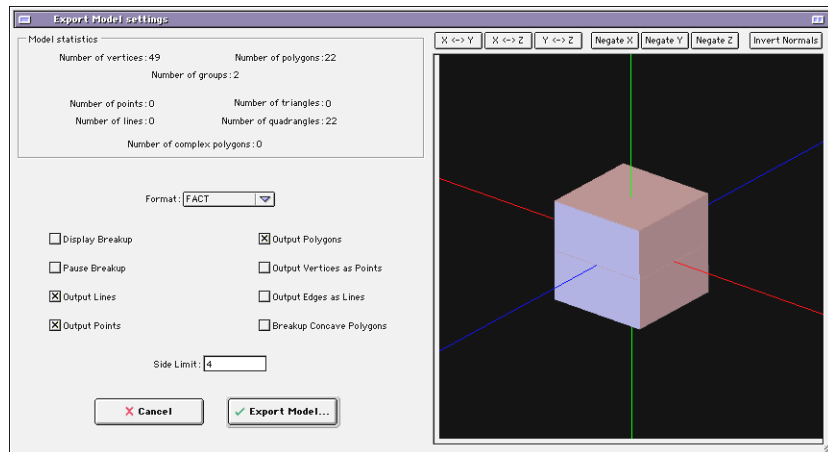 Export Model settings
Model statistics
Number of vertices: 49 Number of polygons: 22
Number of groups: 2
Number of points: 0 Number of triangles: 0
Number of lines: 0 Number of quadrangles: 22
Number of complex polygons: 0
X <-> Y X <-> Z Y <-> Z Negate X Negate Y Negate Z Invert Normals
Format: FACT
Display Breakup Output Polygons
Pause Breakup Output Vertices as Points
Output Lines Output Edges as Lines
Output Points Breakup Concave Polygons
Side Limit: 4
Cancel Export Model...